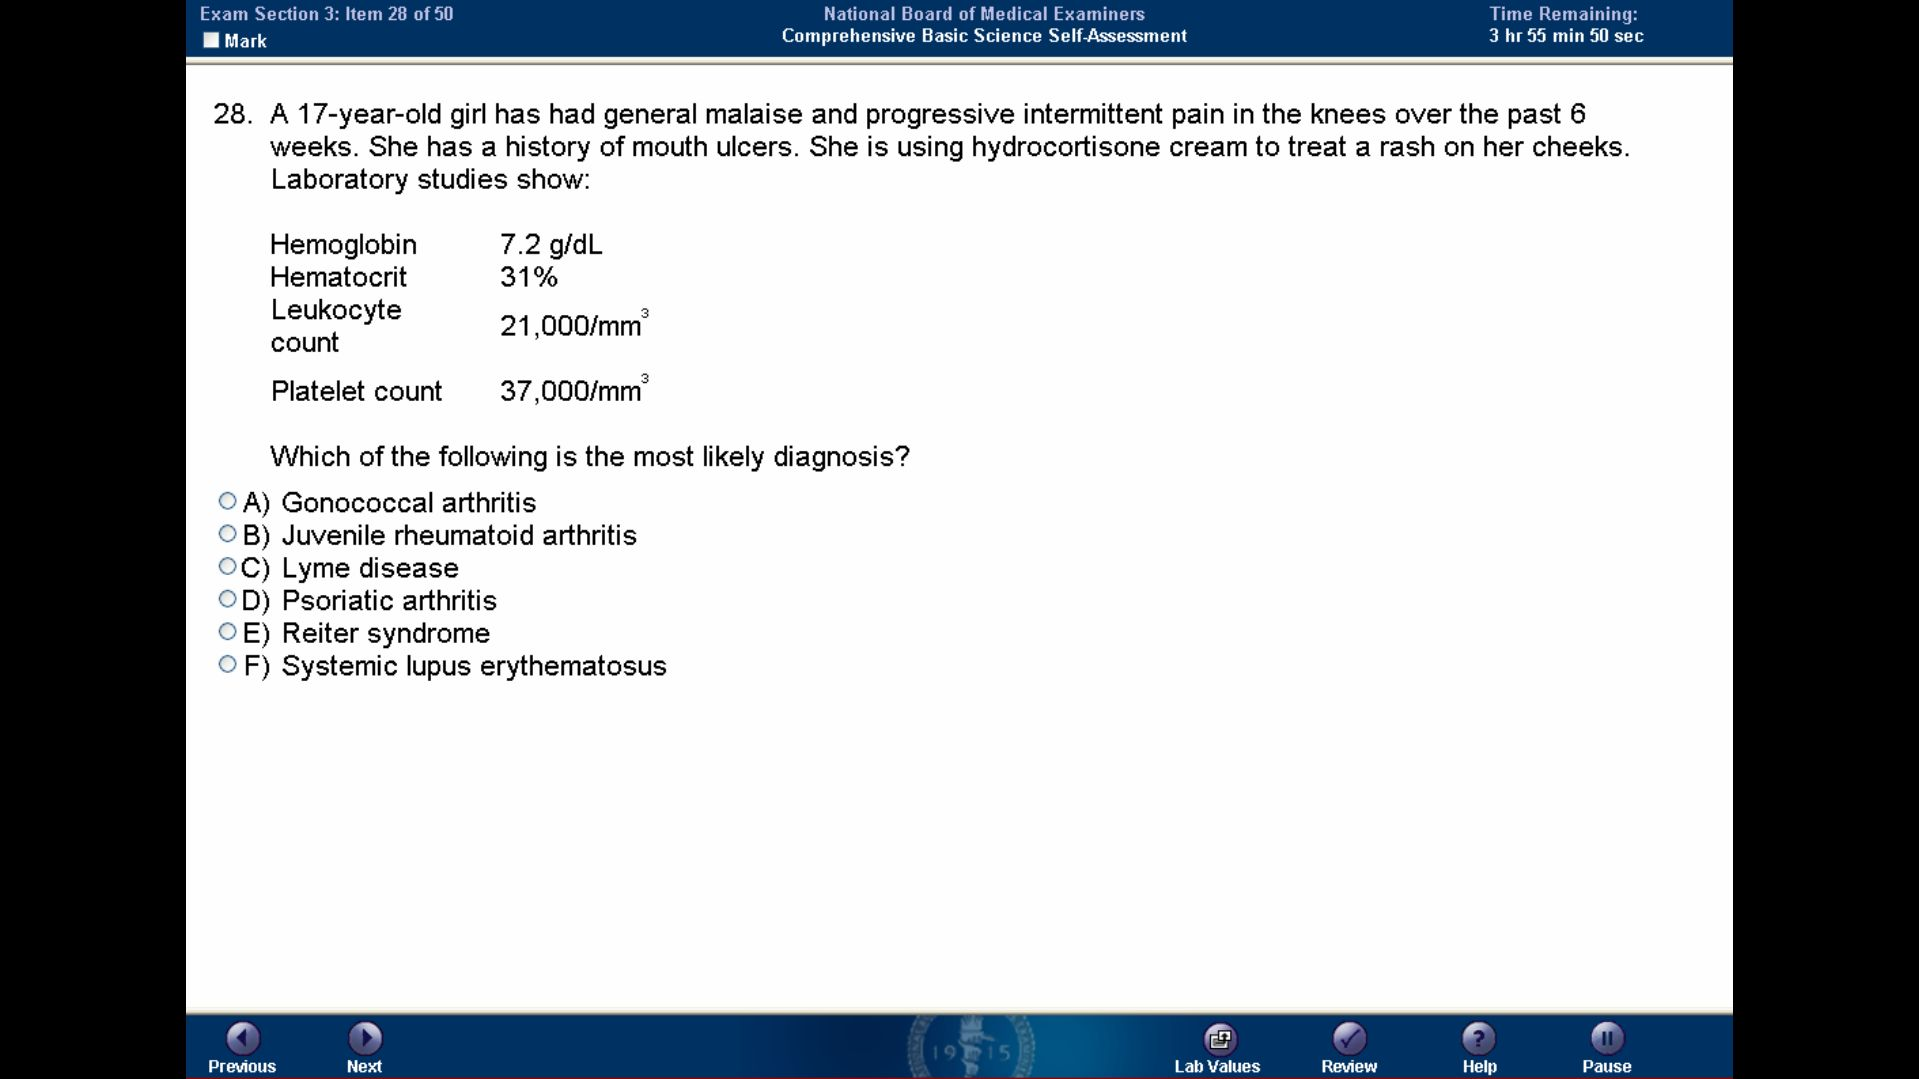 Exam Section 3: Item 28 of 50
National Board of Medical Examiners
Time Remaining:
Mark
Comprehensive Basic Science Self-Assessment
3 hr 55 min 50 sec
28. A 17-year-old girl has had general malaise and progressive intermittent pain in the knees over the past 6
weeks. She has a history of mouth ulcers. She is using hydrocortisone cream to treat a rash on her cheeks.
Laboratory studies show:
Hemoglobin 7.2 g/dL
Hematocrit 31%
Leukocyte
count 21,000/mm³
Platelet count 37,000/mm³
Which of the following is the most likely diagnosis?
A) Gonococcal arthritis
B) Juvenile rheumatoid arthritis
C) Lyme disease
D) Psoriatic arthritis
E) Reiter syndrome
F) Systemic lupus erythematosus
1915
Previous
Next
Lab Values
Review
Help
Pause